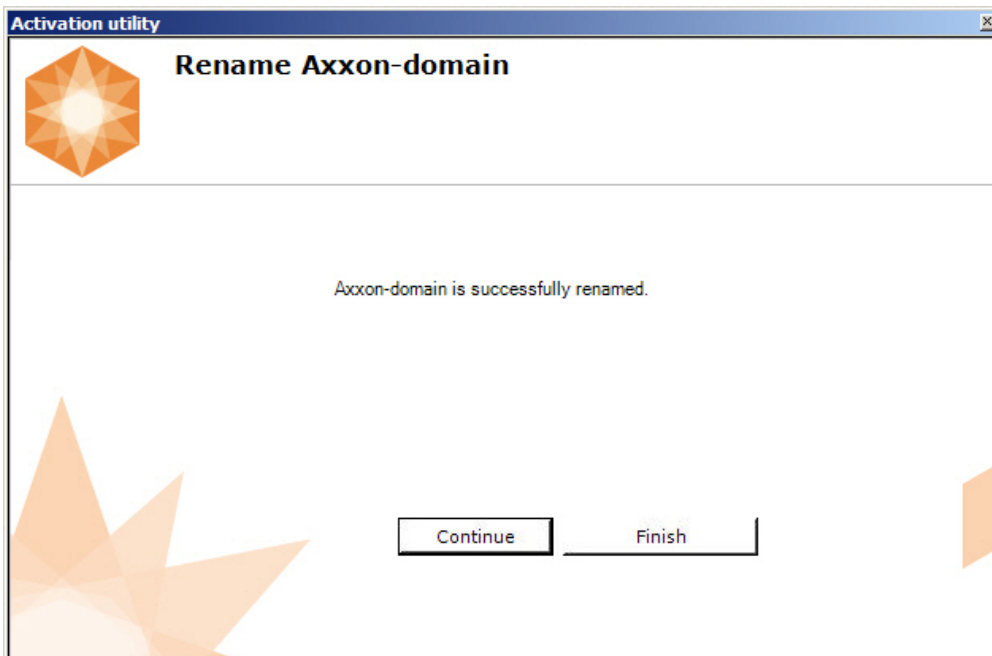 Activation utility
Rename Axxon-domain
Axxon-domain is successfully renamed.
Continue
Finish